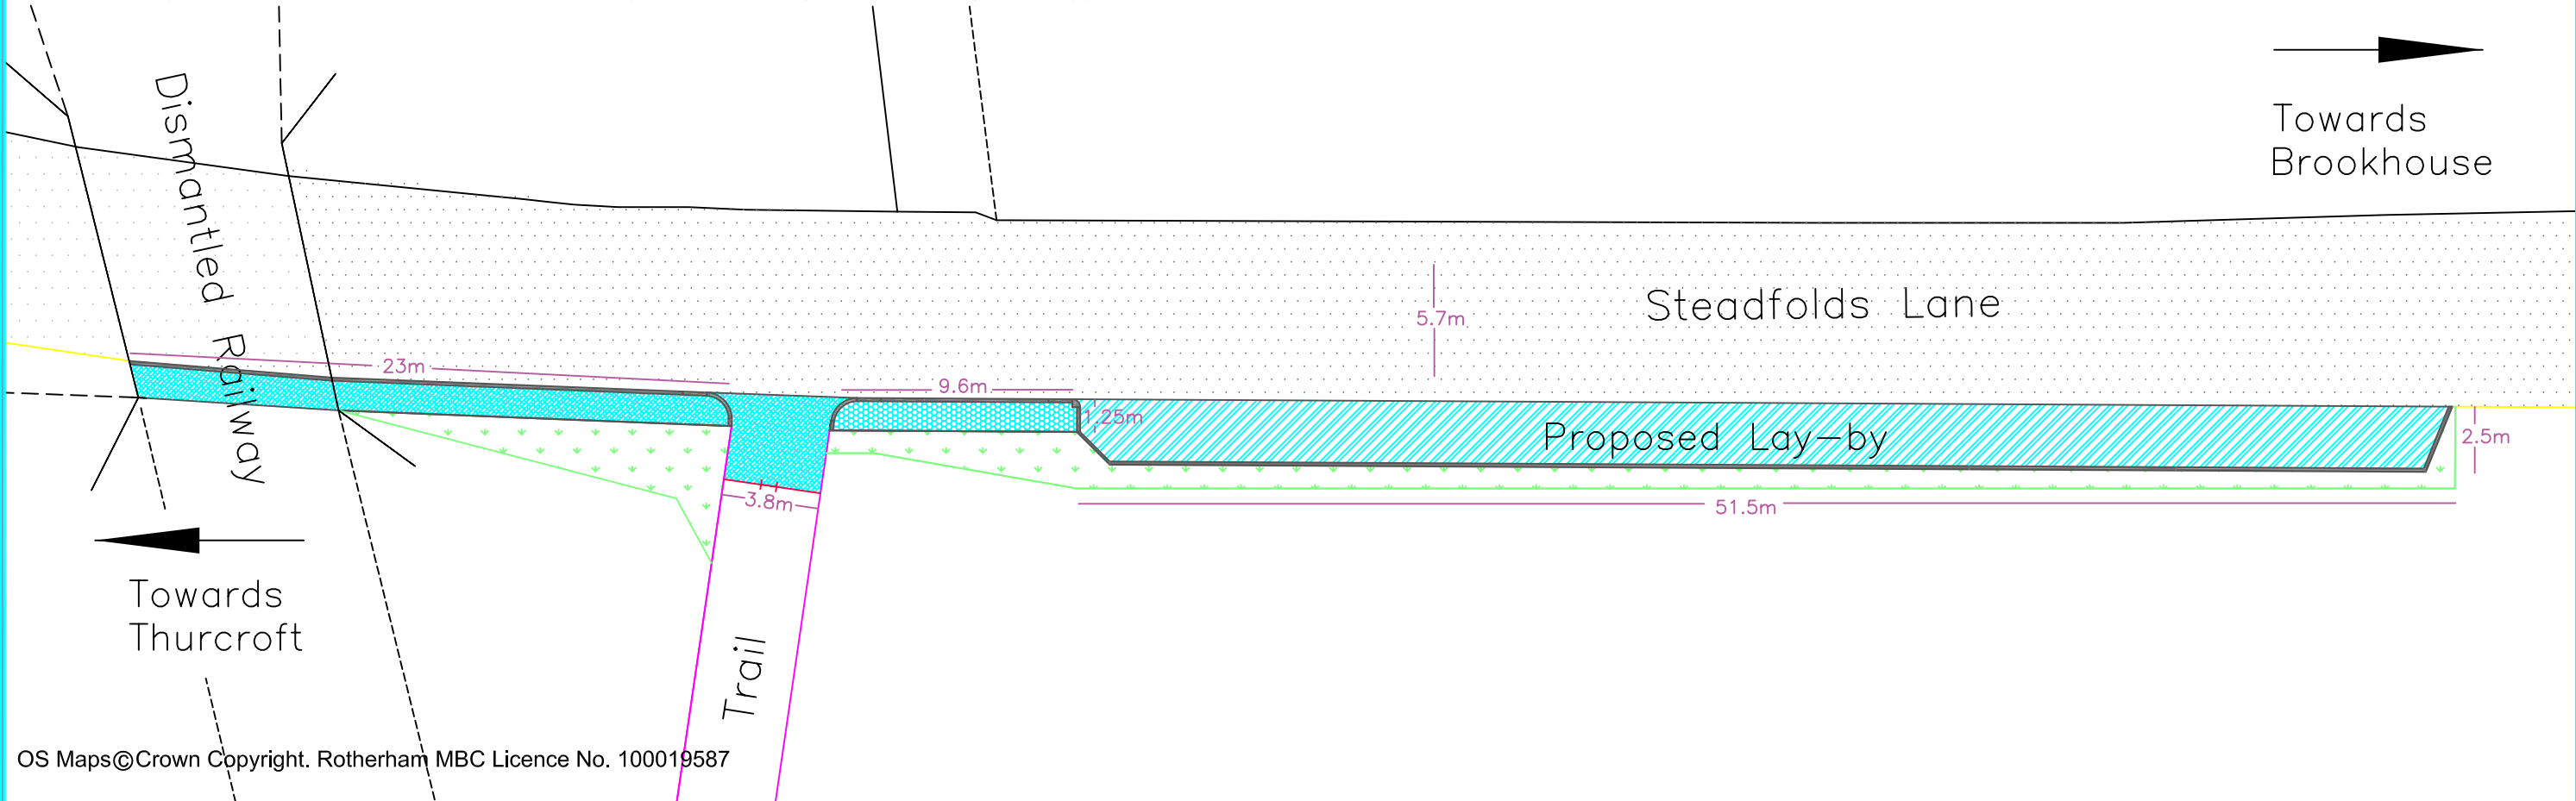 Dismantled Railway
Towards
Brookhouse
Steadfolds Lane
5.7m
23m
9.6m
1.25m
Proposed Lay-by
2.5m
3.8m
51.5m
Towards
Thurcroft
Trail
OS Maps©Crown Copyright. Rotherham MBC Licence No. 100019587